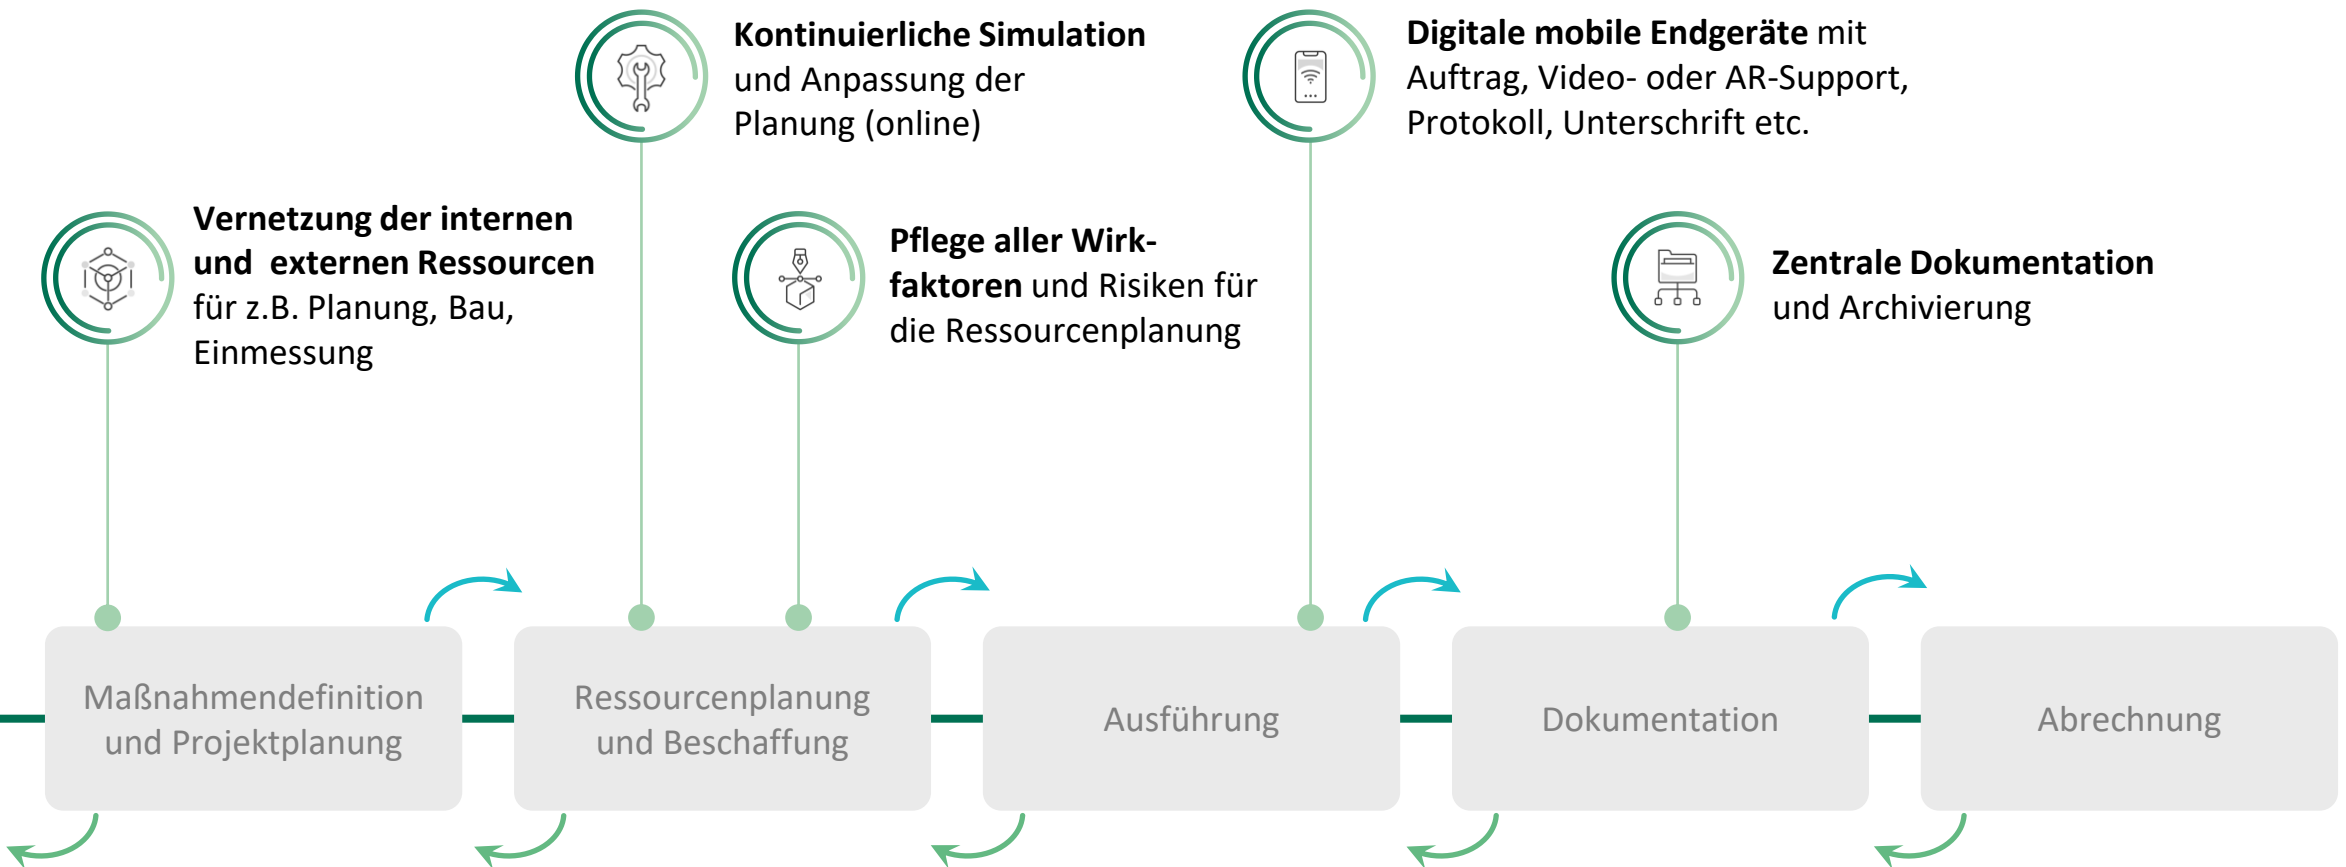 Kontinuierliche Simulation
und Anpassung der
Planung (online)
Digitale mobile Endgeräte mit
Auftrag, Video- oder AR-Support,
Protokoll, Unterschrift etc.
Vernetzung der internen
und  externen Ressourcen
für z.B. Planung, Bau,
Einmessung
Pflege aller Wirk-
faktoren und Risiken für
die Ressourcenplanung
Zentrale Dokumentation
und Archivierung
Maßnahmendefinition
und Projektplanung
Ressourcenplanung
und Beschaffung
Ausführung
Dokumentation
Abrechnung